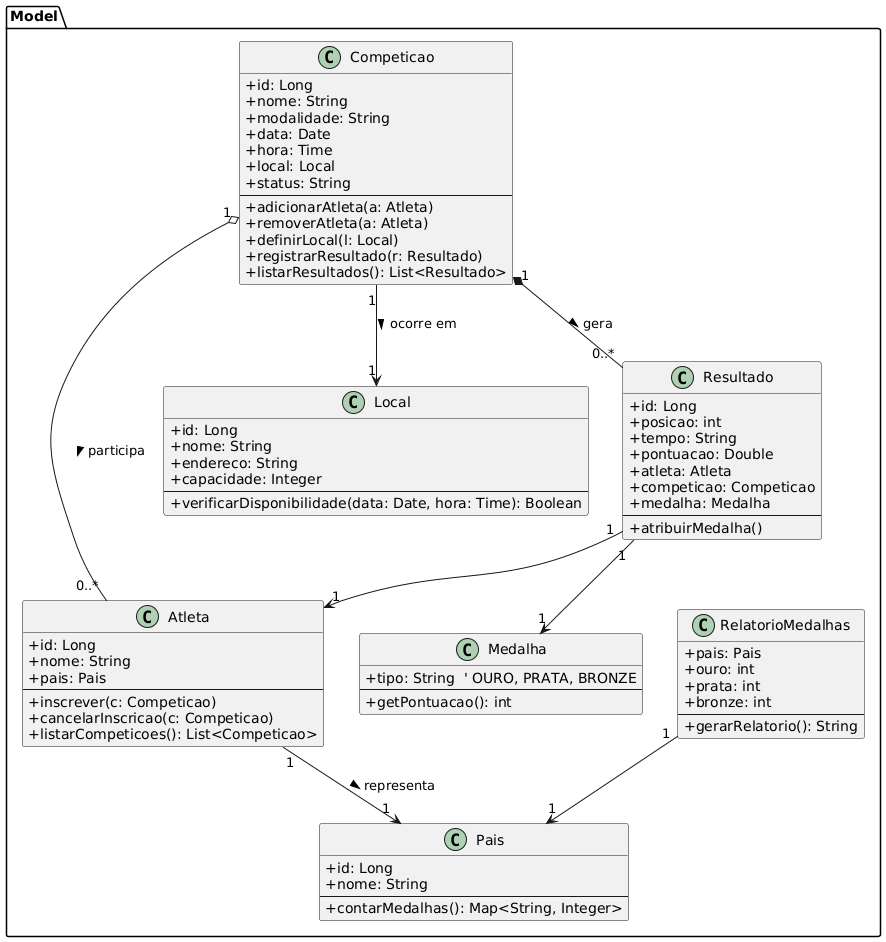 Model
C Competicao
+id: Long
+nome: String
+modalidade: String
+data: Date
+hora: Time
+local: Local
+status: String
+adicionarAtleta(a: Atleta)
+removerAtleta(a: Atleta)
+definirLocal(l: Local)
+registrarResultado(r: Resultado)
+listarResultados(): List<Resultado>
1
1
1
ocorre em
gera
0..*
1
C Local
+id: Long
+nome: String
+endereco: String
+capacidade: Integer
+verificarDisponibilidade(data: Date, hora: Time): Boolean
C Resultado
+id: Long
+posicao: int
+tempo: String
+pontuacao: Double
+atleta: Atleta
+competicao: Competicao
+medalha: Medalha
+atribuirMedalha()
participa
1
1
0..*
1
1
C Atleta
+id: Long
+nome: String
+pais: Pais
+inscrever(c: Competicao)
+cancelarInscricao(c: Competicao)
+listarCompeticoes(): List<Competicao>
C Medalha
+tipo: String ' OURO, PRATA, BRONZE
+getPontuacao(): int
C RelatorioMedalhas
+pais: Pais
+ouro: int
+prata: int
+bronze: int
+gerarRelatorio(): String
1
1
representa
1
1
C Pais
+id: Long
+nome: String
+contarMedalhas(): Map<String, Integer>